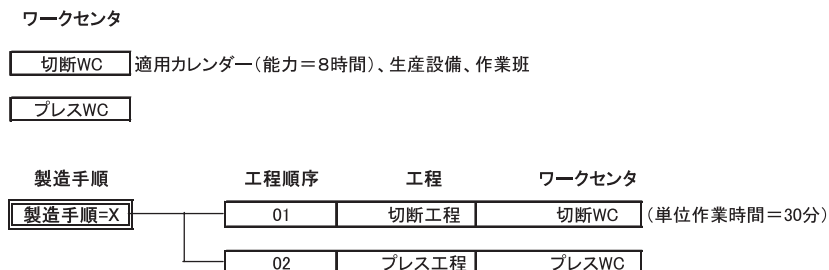 ワークセンタ
切断WC 適用カレンダー(能力=8時間)、生産設備、作業班
プレスWC
製造手順 工程順序 工程 ワークセンタ
製造手順=X 01 切断工程 切断WC (単位作業時間=30分)
02 プレス工程 プレスWC